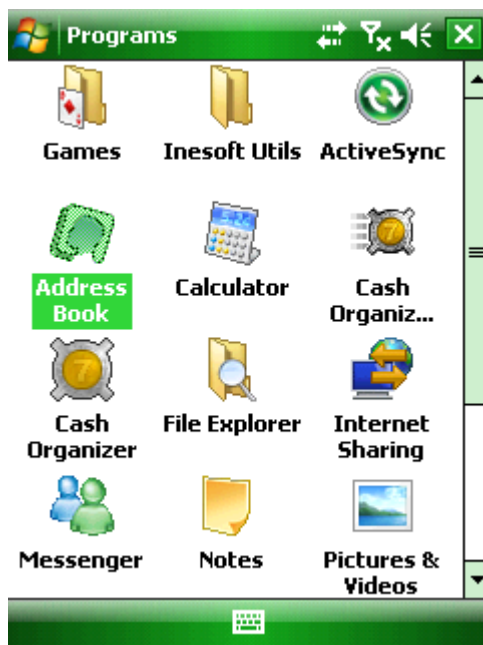 Programs
Games
Inesoft Utils
ActiveSync
Address
Book
Calculator
Cash
Organiz...
Cash
Organizer
File Explorer
Internet
Sharing
Messenger
Notes
Pictures &
Videos